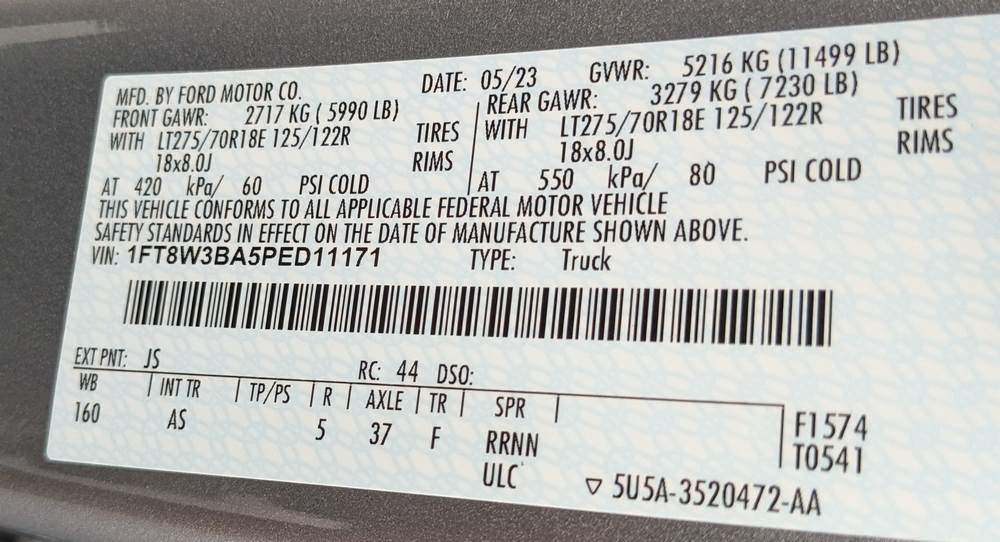 MFD. BY FORD MOTOR CO. DATE: 05/23 GVWR: 5216 KG (11499 LB)
FRONT GAWR: 2717 KG ( 5990 LB) REAR GAWR: 3279 KG ( 7230 LB)
WITH LT275/70R18E 125/122R TIRES WITH LT275/70R18E 125/122R TIRES
18x8.0J RIMS 18x8.0J RIMS
AT 420 kPa/ 60 PSI COLD AT 550 kPa/ 80 PSI COLD
THIS VEHICLE CONFORMS TO ALL APPLICABLE FEDERAL MOTOR VEHICLE
SAFETY STANDARDS IN EFFECT ON THE DATE OF MANUFACTURE SHOWN ABOVE.
VIN: 1FT8W3BA5PED11171 TYPE: Truck
EXT PNT: JS RC: 44 DSO:
WB | INT TR | TP/PS | R | AXLE | TR | SPR |
160 AS 5 37 F RRNN
ULC
F1574
T0541
▽ 5U5A-3520472-AA